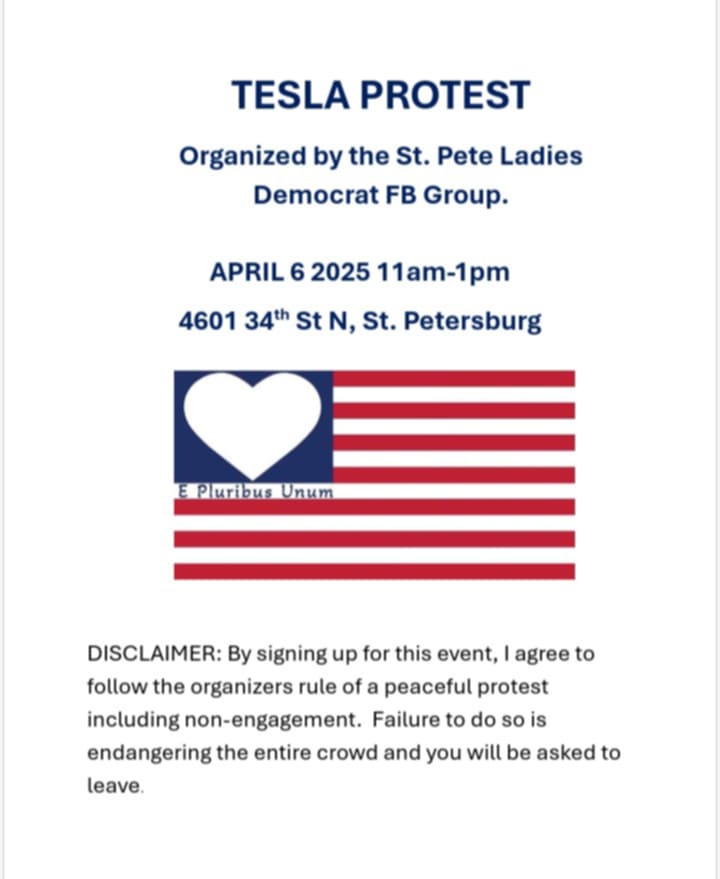 TESLA PROTEST
Organized by the St. Pete Ladies
Democrat FB Group.
APRIL 6 2025 11am-1pm
4601 34th St N, St. Petersburg
E Pluribus Unum
DISCLAIMER: By signing up for this event, I agree to
follow the organizers rule of a peaceful protest
including non-engagement.  Failure to do so is
endangering the entire crowd and you will be asked to
leave.